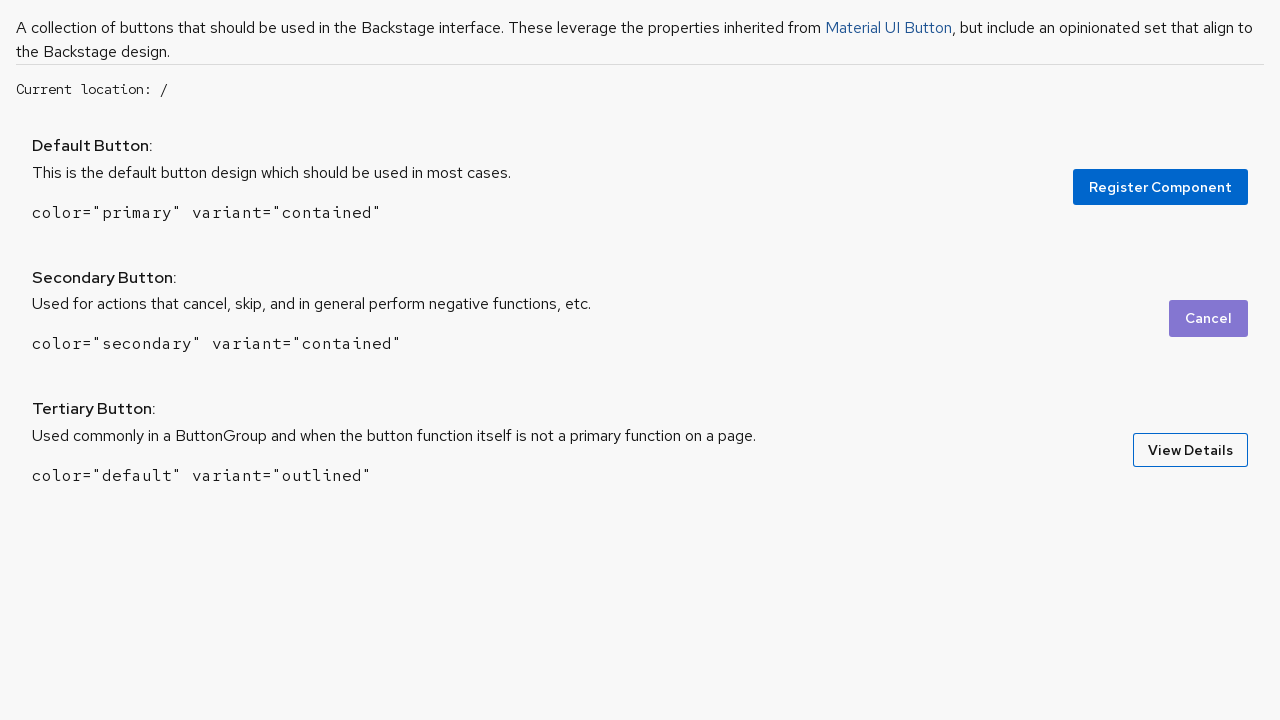 A collection of buttons that should be used in the Backstage interface. These leverage the properties inherited from Material UI Button, but include an opinionated set that align to
the Backstage design.
Current location: /
Default Button:
This is the default button design which should be used in most cases.
color="primary" variant="contained"
Register Component
Secondary Button:
Used for actions that cancel, skip, and in general perform negative functions, etc.
color="secondary" variant="contained"
Cancel
Tertiary Button:
Used commonly in a ButtonGroup and when the button function itself is not a primary function on a page.
color="default" variant="outlined"
View Details